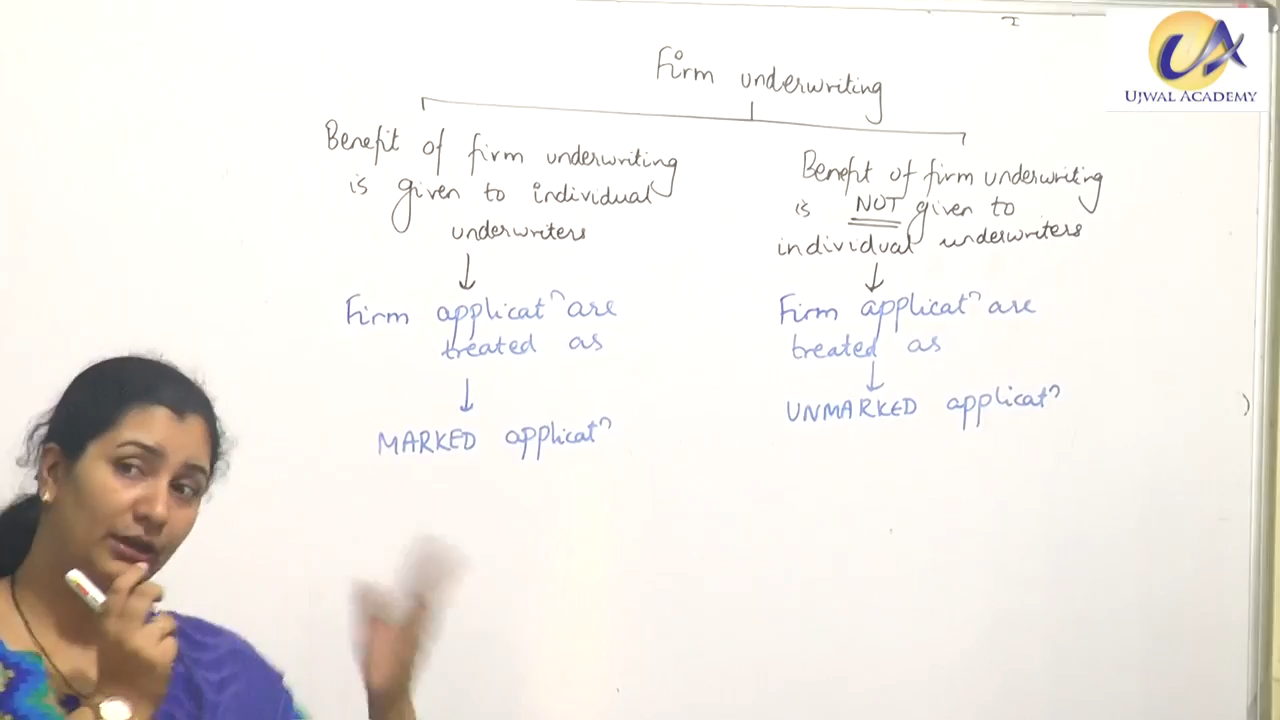 UJWAL ACADEMY
Firm underwriting
Benefit of firm underwriting
is given to individual
underwriters
Firm applicatⁿ are
treated as
MARKED applicatⁿ
Benefit of firm underwriting
is NOT given to
individual underwriters
Firm applicatⁿ are
treated as
UNMARKED applicatⁿ